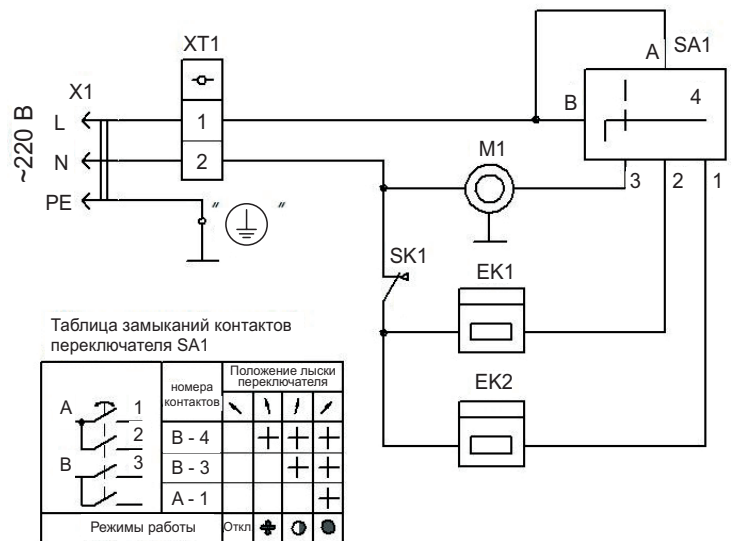 XT1
X1
~220 В
L
N
PE
1
2
" "
A
SA1
B
4
3
2
1
M1
SK1
EK1
EK2
Таблица замыканий контактов
переключателя SA1
номера
контактов
Положение лыски
переключателя
A
1
2
B
3
B - 4
B - 3
A - 1
Режимы работы
Откл